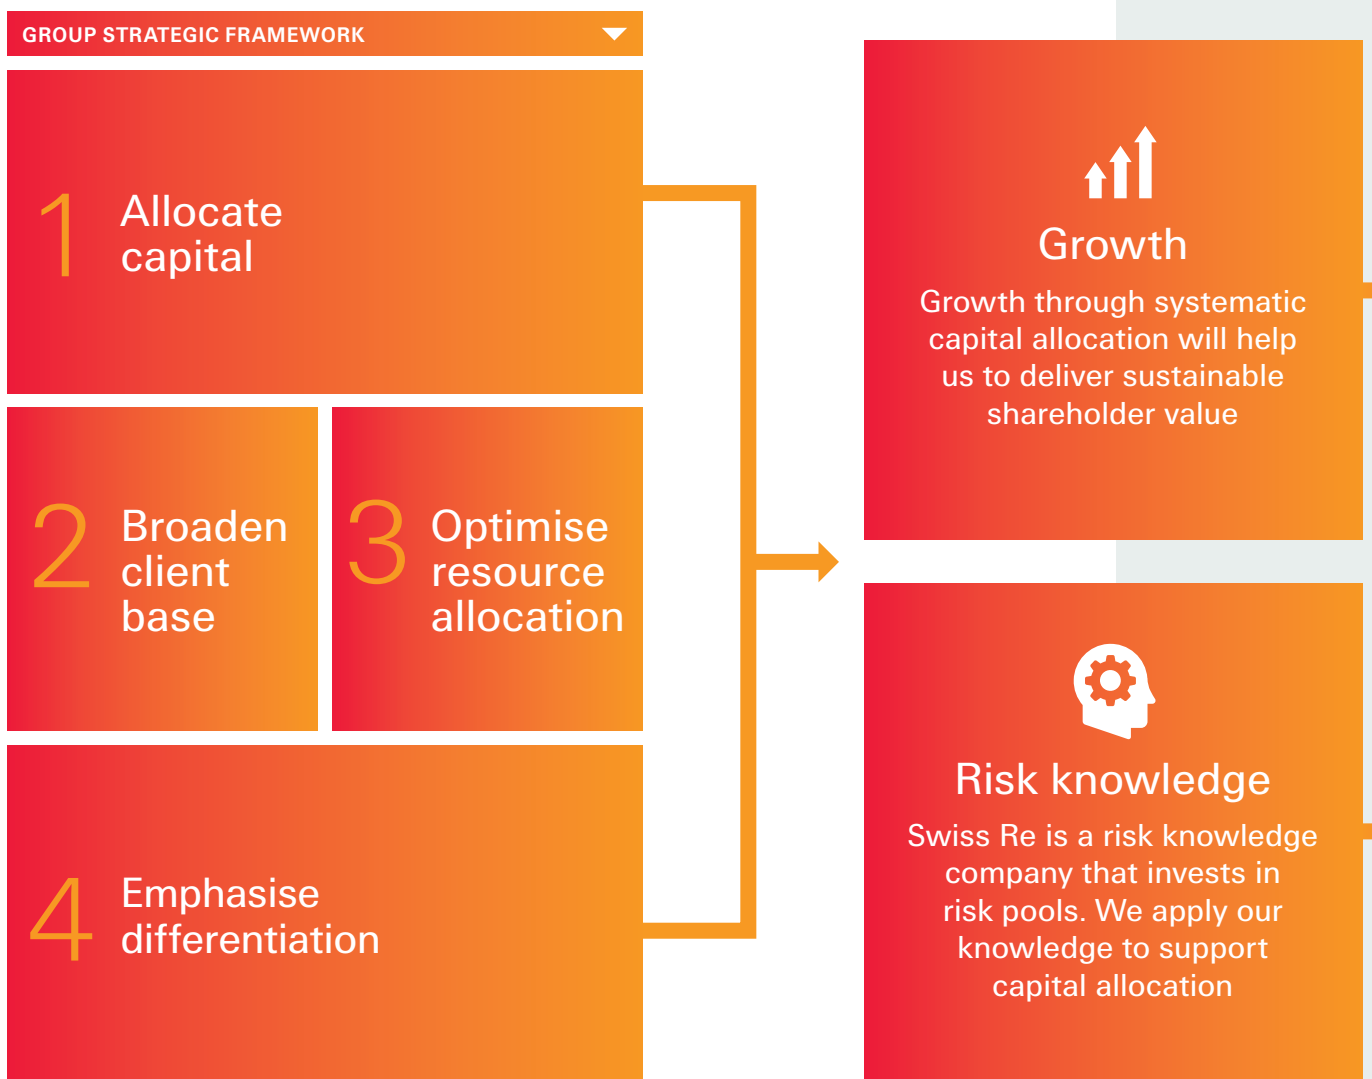 GROUP STRATEGIC FRAMEWORK
1
Allocate
capital
2
Broaden
client
base
3
Optimise
resource
allocation
4
Emphasise
differentiation
Growth
Growth through systematic
capital allocation will help
us to deliver sustainable
shareholder value
Risk knowledge
Swiss Re is a risk knowledge
company that invests in
risk pools. We apply our
knowledge to support
capital allocation